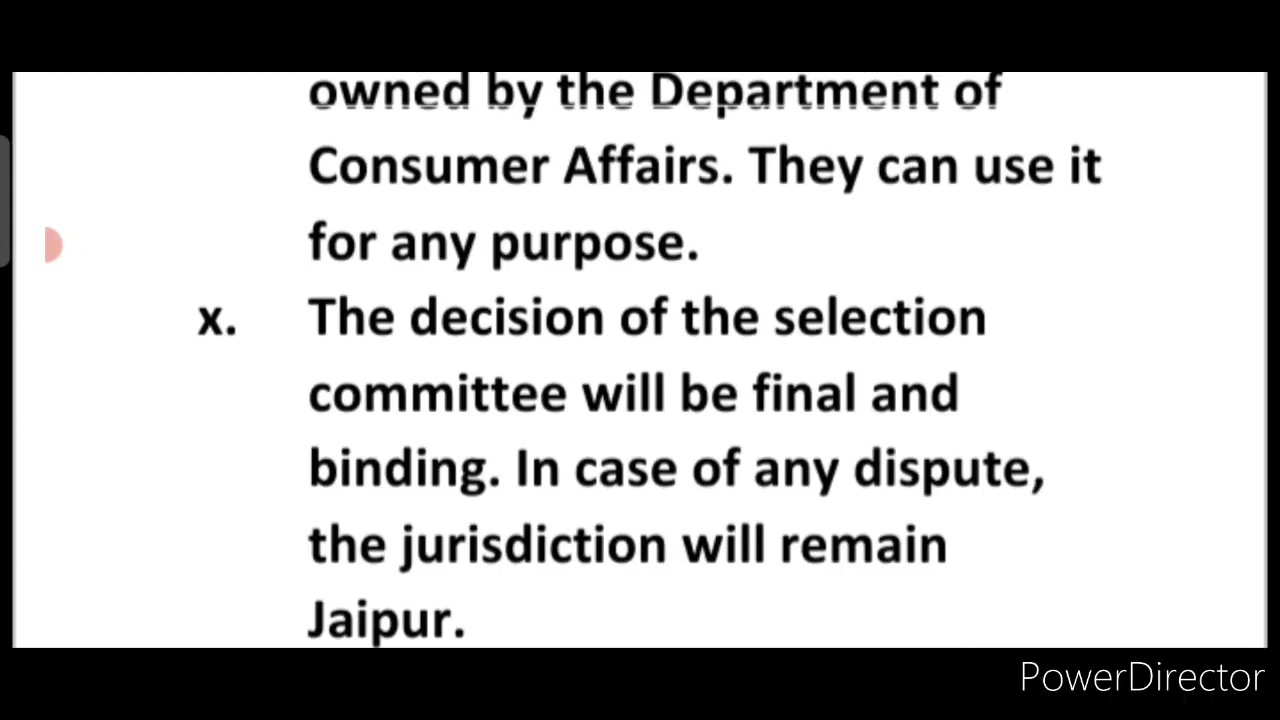 owned by the Department of
Consumer Affairs. They can use it
for any purpose.
x. The decision of the selection
committee will be final and
binding. In case of any dispute,
the jurisdiction will remain
Jaipur.
PowerDirector